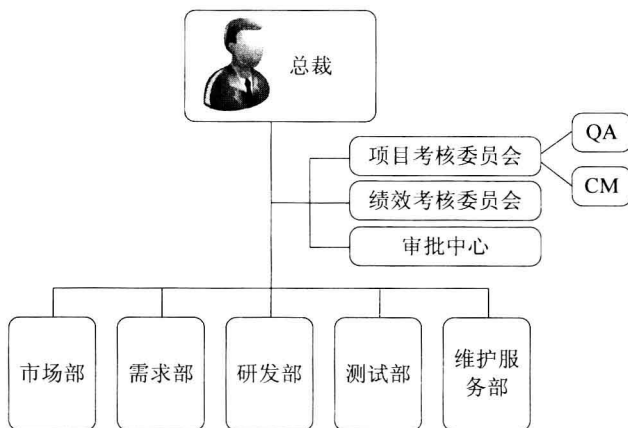 总裁
项目考核委员会
QA
CM
绩效考核委员会
审批中心
市场部
需求部
研发部
测试部
维护服
务部